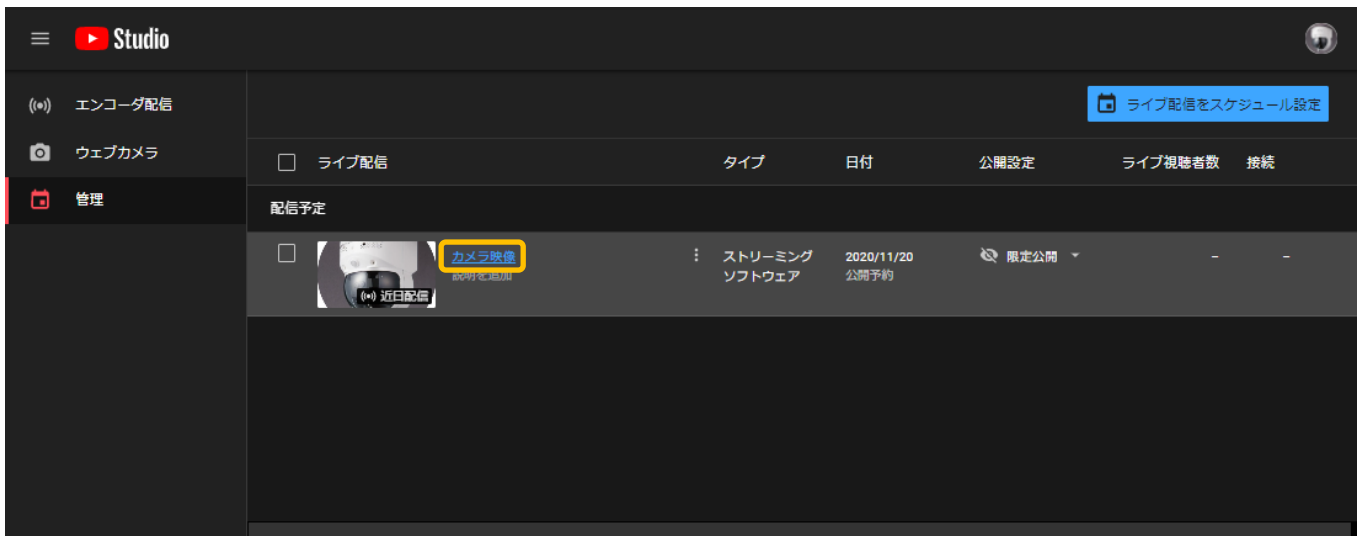 Studio
エンコーダ配信
ウェブカメラ
管理
ライブ配信をスケジュール設定
ライブ配信 タイプ 日付 公開設定 ライブ視聴者数 接続
配信予定
カメラ映像 ストリーミング 2020/11/20 限定公開 – –
説明を追加 ソフトウェア 公開予約
近日配信